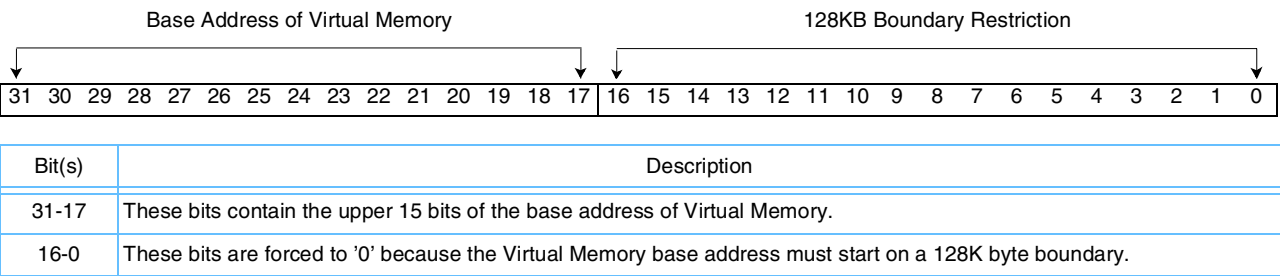 Base Address of Virtual Memory 128KB Boundary Restriction
31 30 29 28 27 26 25 24 23 22 21 20 19 18 17 16 15 14 13 12 11 10 9 8 7 6 5 4 3 2 1 0
Bit(s) Description
31-17 These bits contain the upper 15 bits of the base address of Virtual Memory.
16-0 These bits are forced to ’0’ because the Virtual Memory base address must start on a 128K byte boundary.